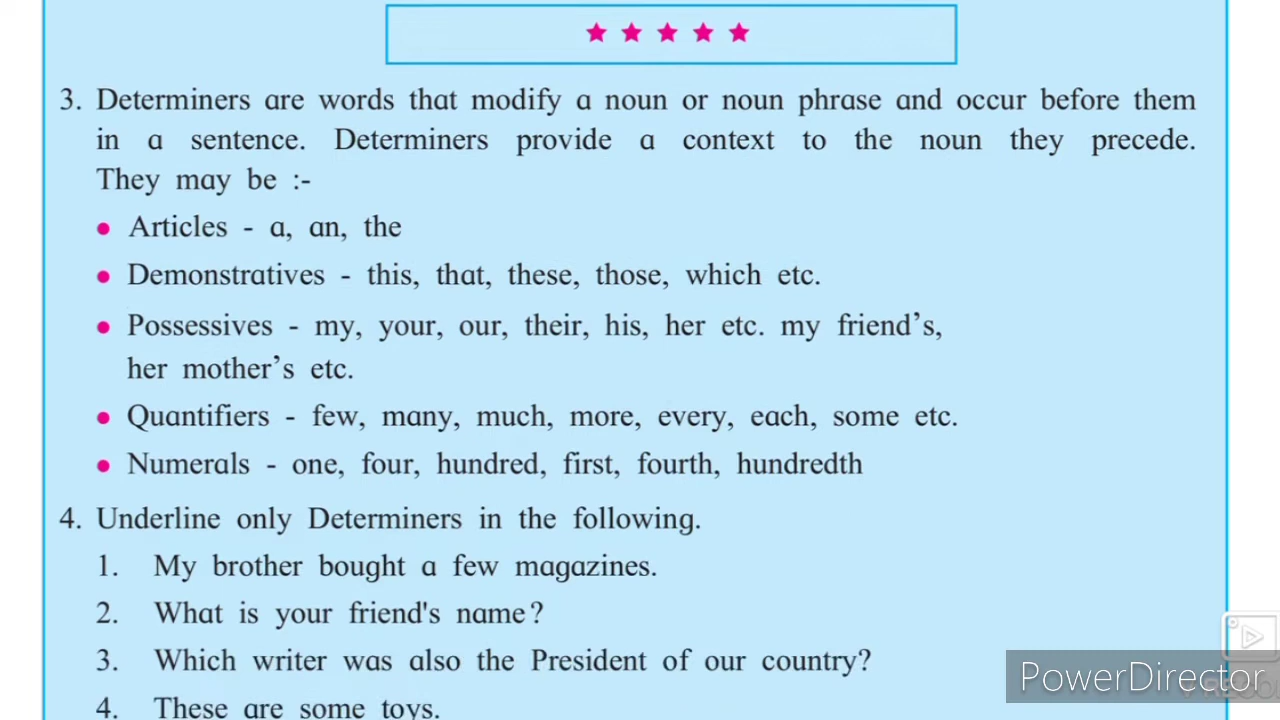 3. Determiners are words that modify a noun or noun phrase and occur before them
in a sentence. Determiners provide a context to the noun they precede.
They may be :-
• Articles - a, an, the
• Demonstratives - this, that, these, those, which etc.
• Possessives - my, your, our, their, his, her etc. my friend's,
her mother's etc.
• Quantifiers - few, many, much, more, every, each, some etc.
• Numerals - one, four, hundred, first, fourth, hundredth
4. Underline only Determiners in the following.
1. My brother bought a few magazines.
2. What is your friend's name?
3. Which writer was also the President of our country?
4. These are some toys.
PowerDirector